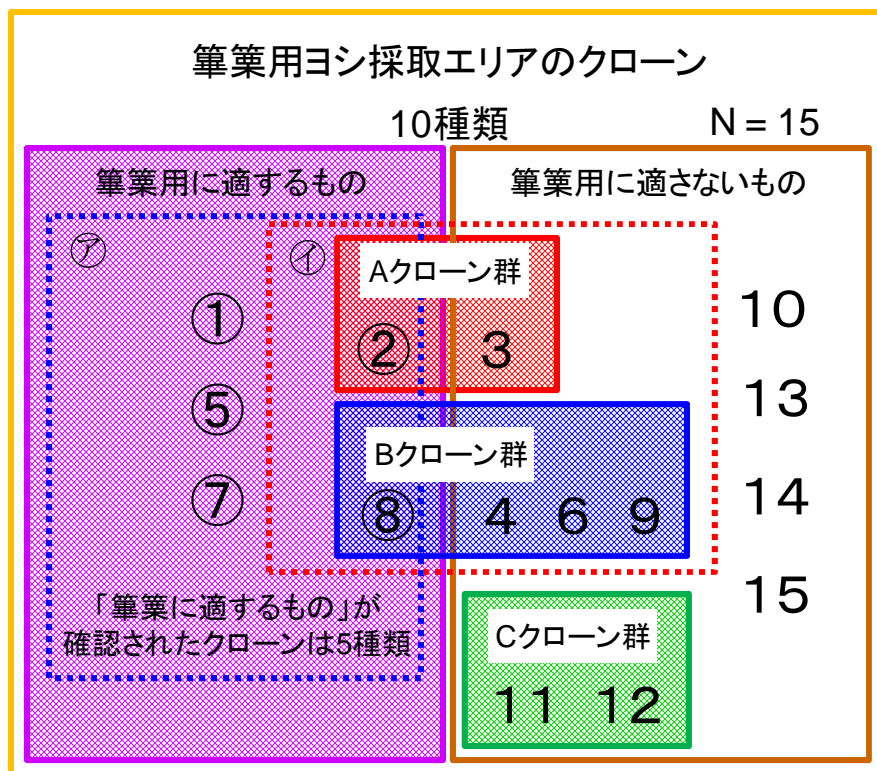 篳篥用ヨシ採取エリアのクローン
10種類 N = 15
篳篥用に適するもの
篳篥用に適さないもの
㋐
㋑
Aクローン群
① ② 3 10
⑤ 13
Bクローン群
⑦ ⑧ 4 6 9 14
15
「篳篥に適するもの」が
確認されたクローンは5種類
Cクローン群
11 12